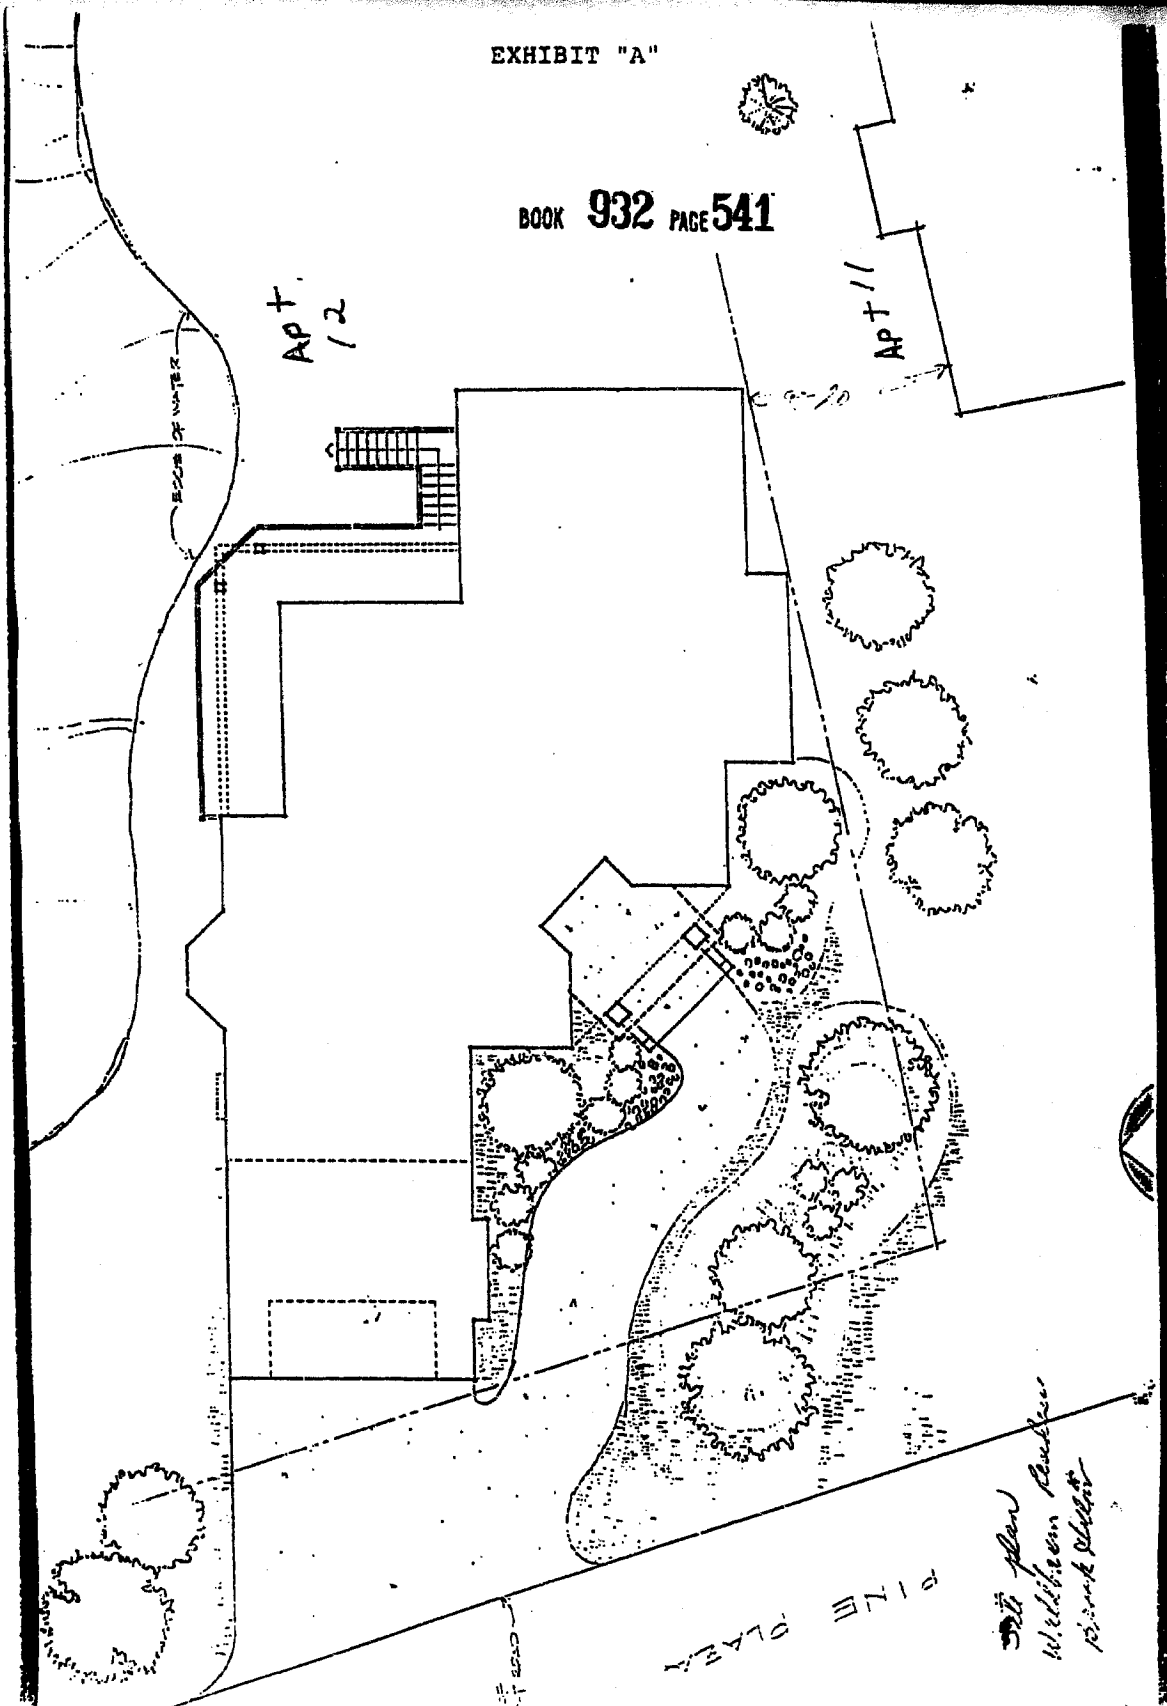 EXHIBIT "A"
BOOK 932 PAGE 541
APt.
12
APt 11
EDGE OF WATER
PINE PLAZA
Site plan